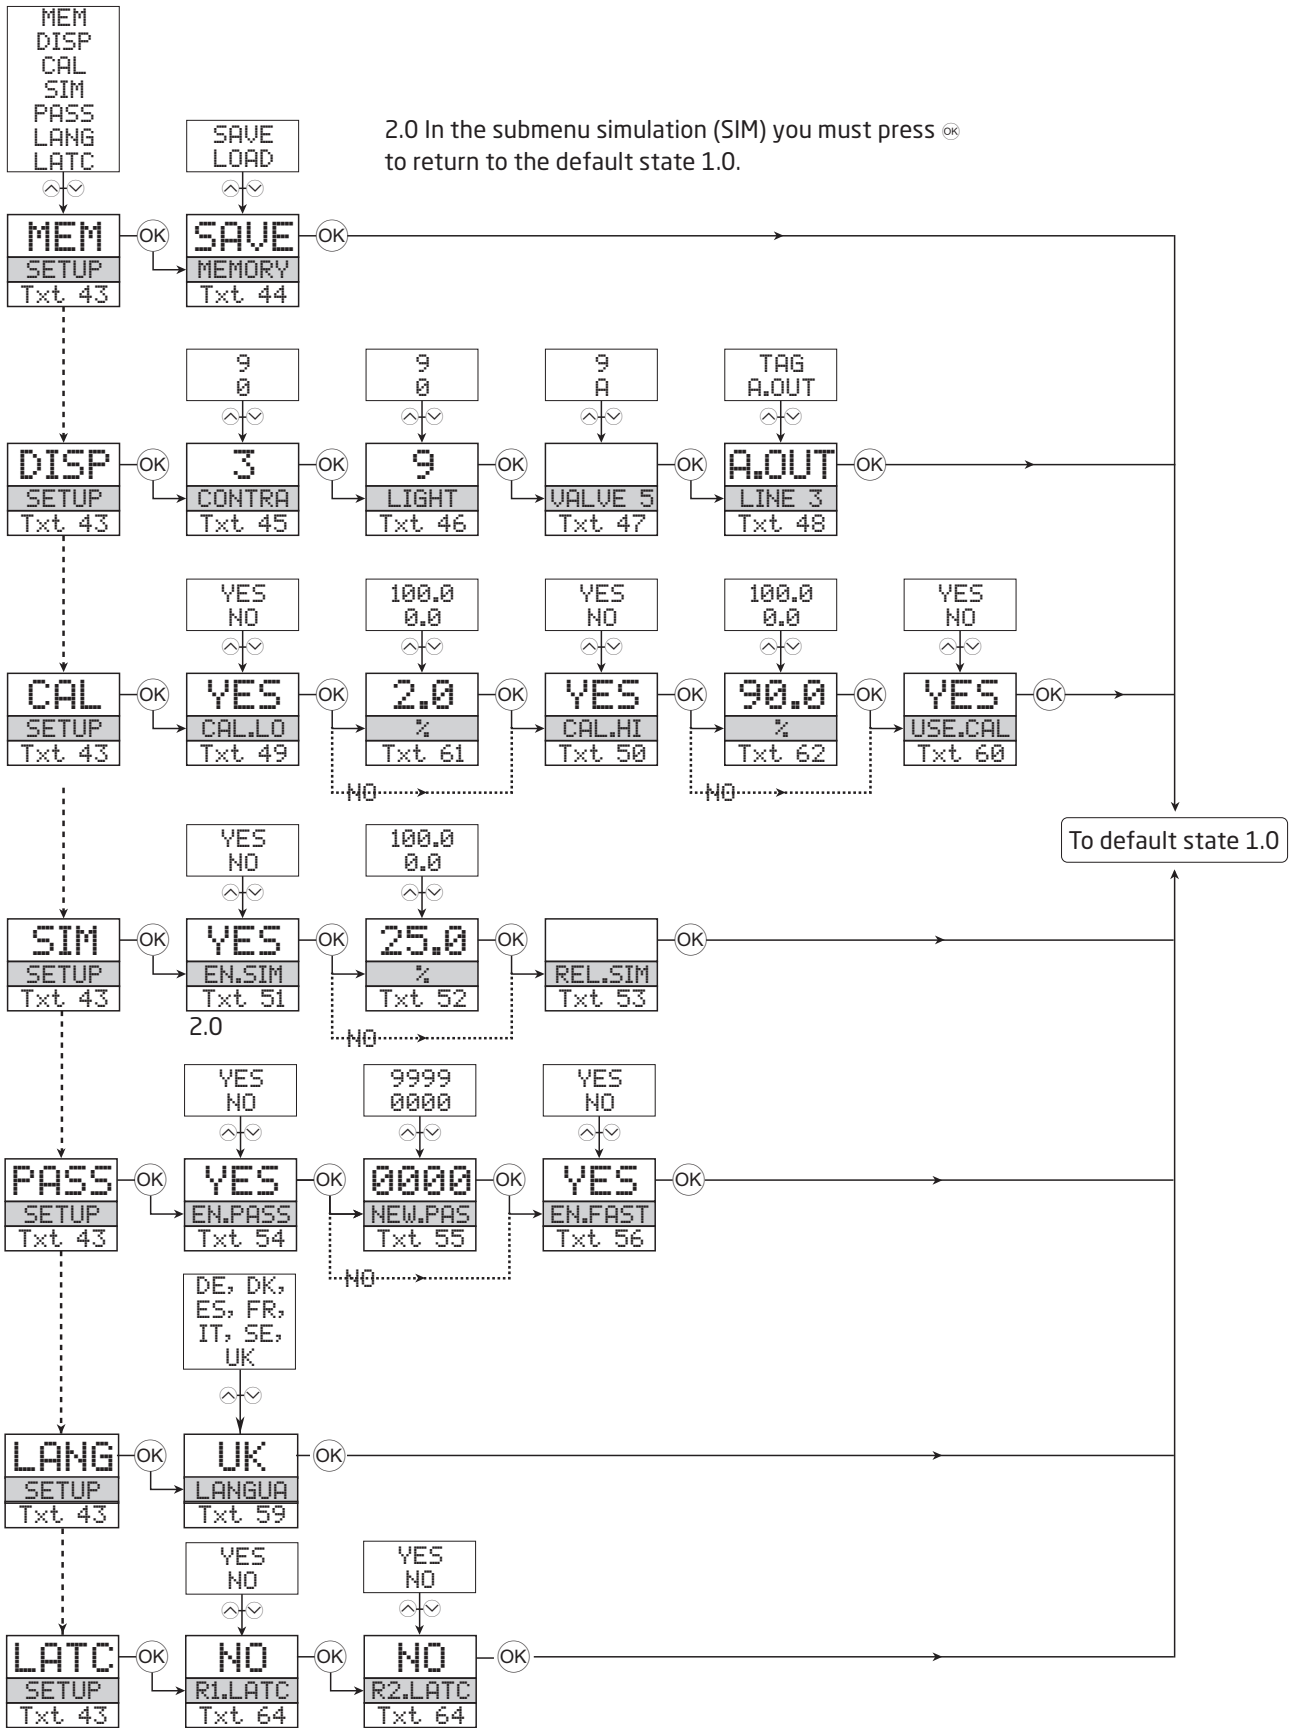 MEM
DISP
CAL
SIM
PASS
LANG
LATC
SAVE
LOAD
2.0 In the submenu simulation (SIM) you must press OK
to return to the default state 1.0.
MEM
SETUP
Txt 43
OK
SAVE
MEMORY
Txt 44
OK
9
0
9
0
9
A
TAG
A.OUT
DISP
SETUP
Txt 43
OK
3
CONTRA
Txt 45
OK
9
LIGHT
Txt 46
OK
VALVE 5
Txt 47
OK
A.OUT
LINE 3
Txt 48
OK
YES
NO
100.0
0.0
YES
NO
100.0
0.0
YES
NO
CAL
SETUP
Txt 43
OK
YES
CAL.LO
Txt 49
OK
2.0
%
Txt 61
OK
YES
CAL.HI
Txt 50
OK
90.0
%
Txt 62
OK
YES
USE.CAL
Txt 60
OK
NO
NO
To default state 1.0
YES
NO
100.0
0.0
SIM
SETUP
Txt 43
OK
YES
EN.SIM
Txt 51
2.0
OK
25.0
%
Txt 52
OK
REL.SIM
Txt 53
OK
NO
YES
NO
9999
0000
YES
NO
PASS
SETUP
Txt 43
OK
YES
EN.PASS
Txt 54
OK
0000
NEW.PAS
Txt 55
OK
YES
EN.FAST
Txt 56
OK
NO
DE, DK,
ES, FR,
IT, SE,
UK
LANG
SETUP
Txt 43
OK
UK
LANGUA
Txt 59
OK
YES
NO
YES
NO
LATC
SETUP
Txt 43
OK
NO
R1.LATC
Txt 64
OK
NO
R2.LATC
Txt 64
OK